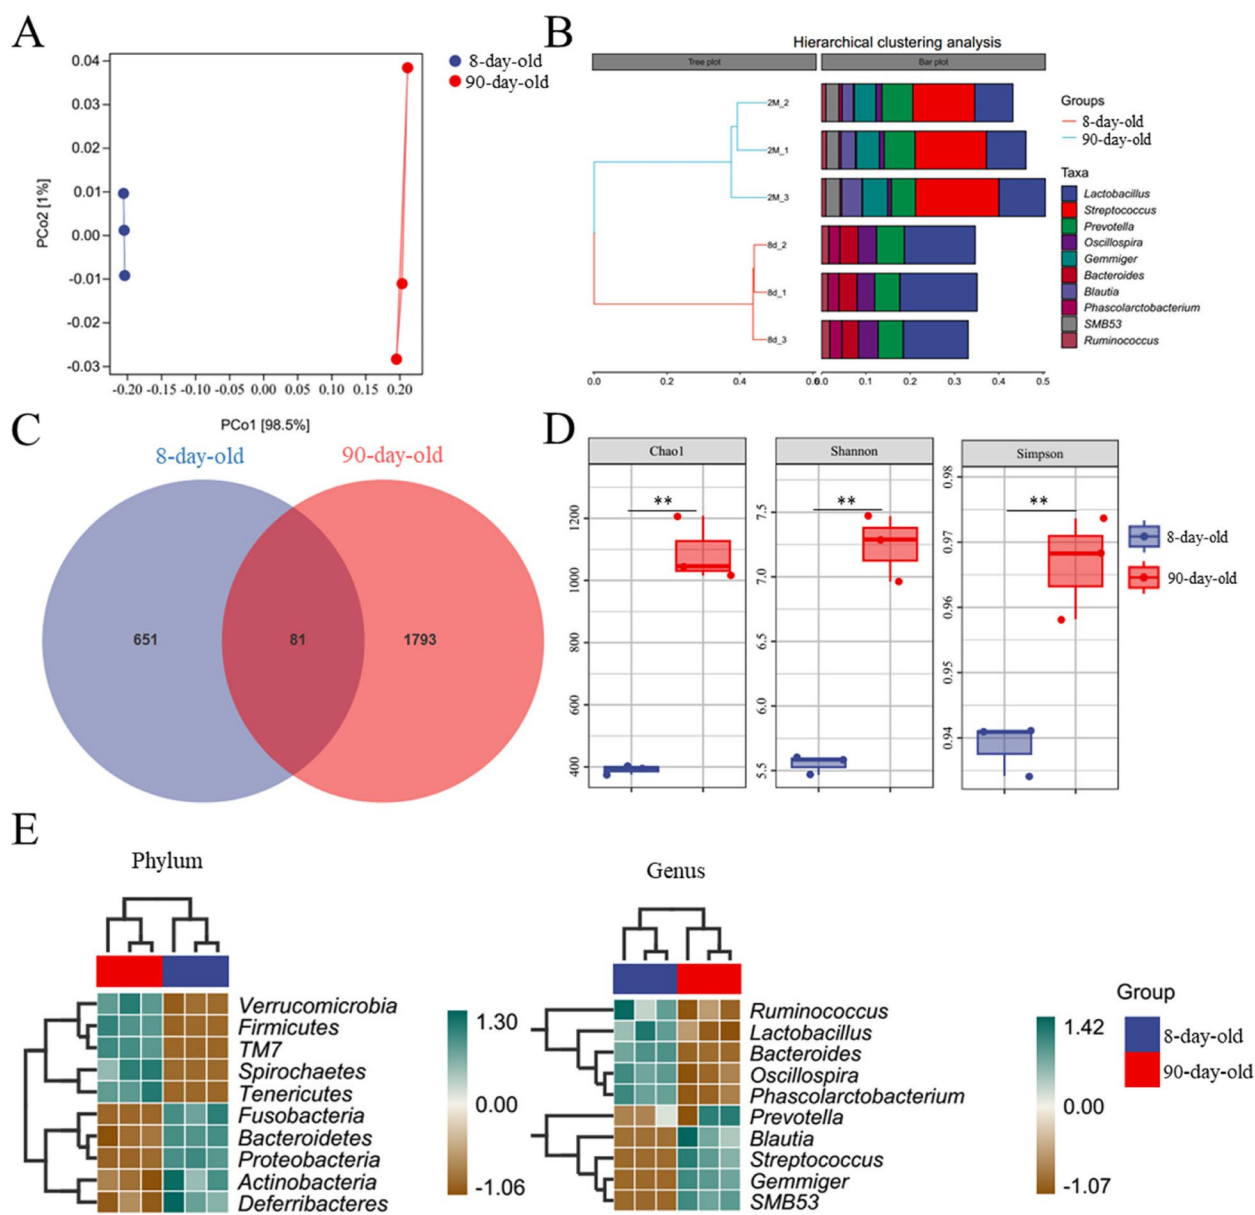 A
0.04
0.03
0.02
0.01
0.00
-0.01
-0.02
-0.03
PCo2 [1%]
-0.20
-0.15
-0.10
-0.05
0.00
0.05
0.10
0.15
0.20
PCo1 [98.5%]
8-day-old
90-day-old
B
Hierarchical clustering analysis
Tree plot
Bar plot
2M_2
2M_1
2M_3
8d_2
8d_1
8d_3
0.0
0.2
0.4
0.6
0.0
0.1
0.2
0.3
0.4
0.5
Groups
8-day-old
90-day-old
Taxa
Lactobacillus
Streptococcus
Prevotella
Oscillospira
Gemmiger
Bacteroides
Blautia
Phascolarctobacterium
SMB53
Ruminococcus
C
8-day-old
90-day-old
651
81
1793
D
Chao1
**
1200
1000
800
600
400
Shannon
**
7.5
7.0
6.5
6.0
5.5
Simpson
**
0.98
0.97
0.96
0.95
0.94
8-day-old
90-day-old
E
Phylum
Verrucomicrobia
Firmicutes
TM7
Spirochaetes
Tenericutes
Fusobacteria
Bacteroidetes
Proteobacteria
Actinobacteria
Deferribacteres
1.30
0.00
-1.06
Genus
Ruminococcus
Lactobacillus
Bacteroides
Oscillospira
Phascolarctobacterium
Prevotella
Blautia
Streptococcus
Gemmiger
SMB53
1.42
0.00
-1.07
Group
8-day-old
90-day-old